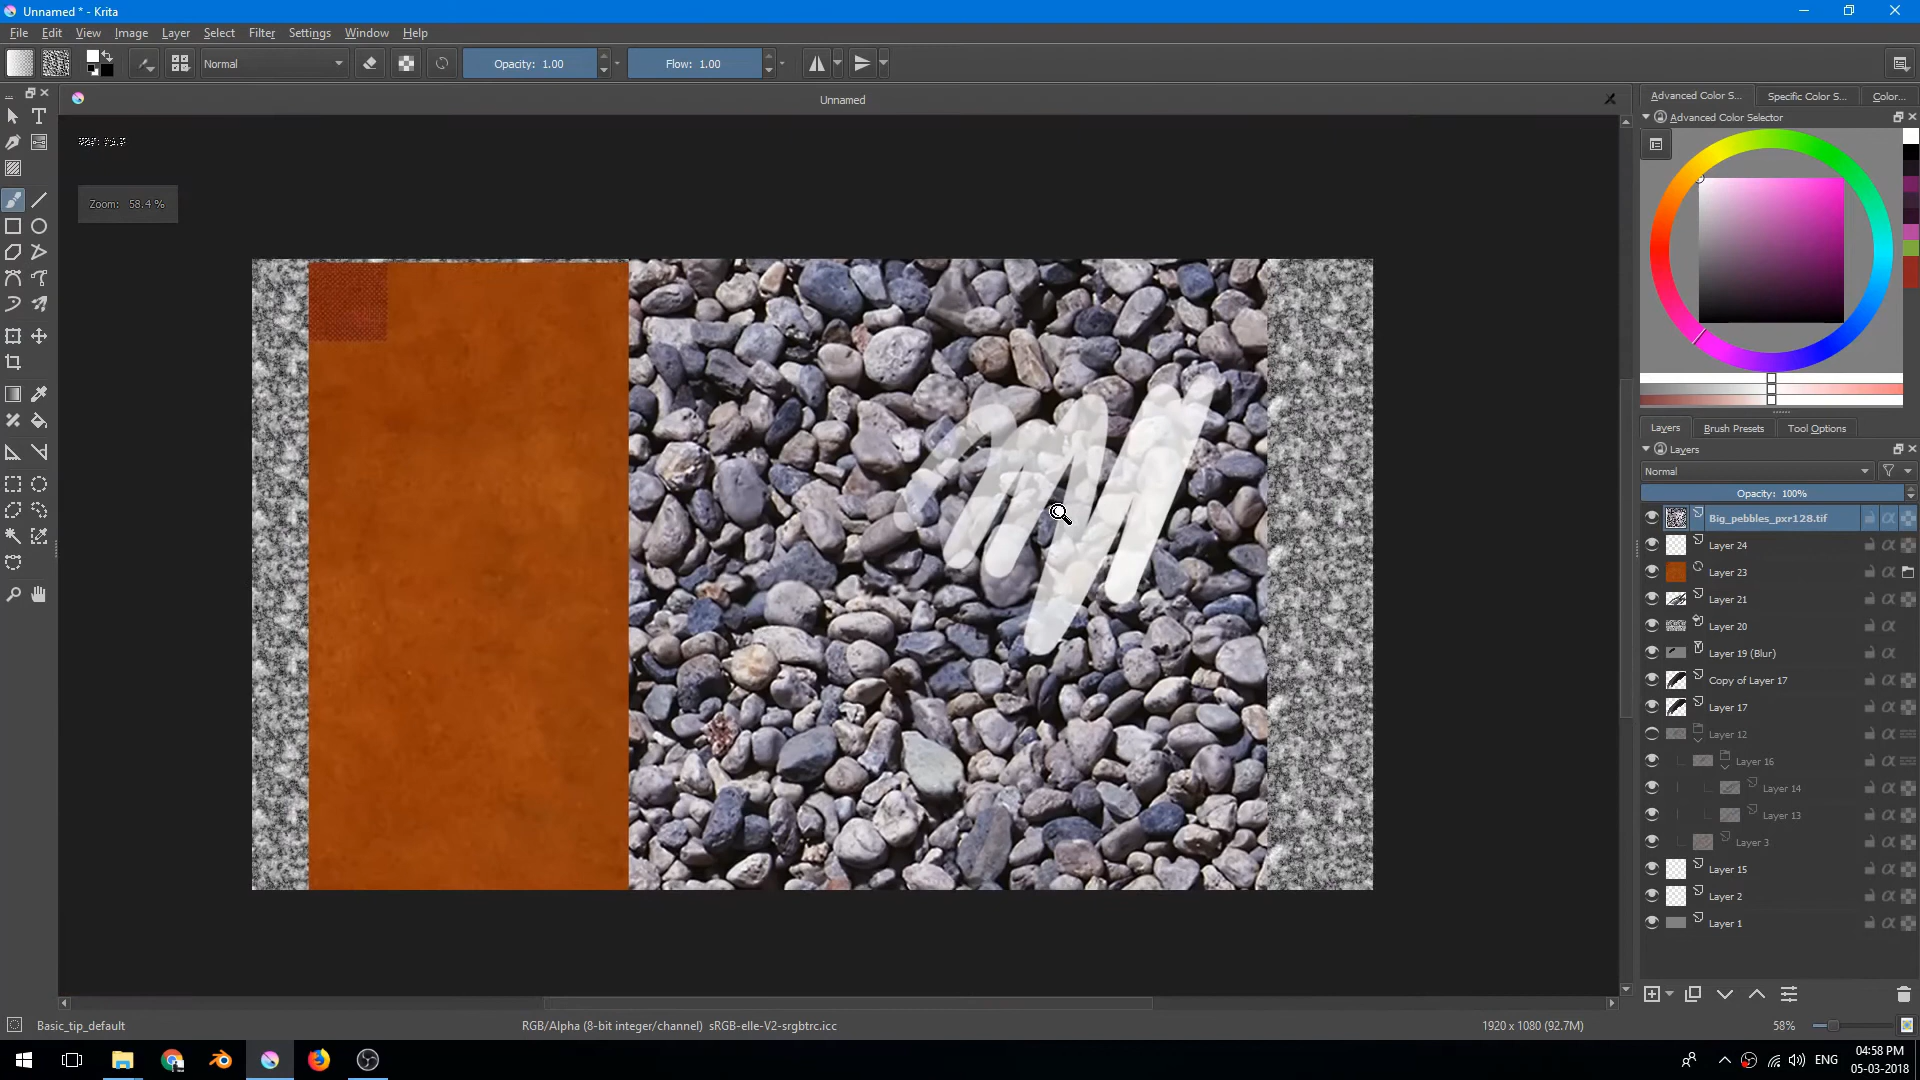 Unnamed * - Krita
File Edit View Image Layer Select Filter Settings Window Help
Normal Opacity: 1.00 Flow: 1.00
Unnamed
Zoom: 58.4 %
Advanced Color S... Specific Color S... Color...
Advanced Color Selector
Layers Brush Presets Tool Options
Layers
Normal
Opacity: 100%
Big_pebbles_pxr128.tif
Layer 24
Layer 23
Layer 21
Layer 20
Layer 19 (Blur)
Copy of Layer 17
Layer 17
Layer 12
Layer 16
Layer 14
Layer 13
Layer 3
Layer 15
Layer 2
Layer 1
Basic_tip_default RGB/Alpha (8-bit integer/channel) sRGB-elle-V2-srgbtrc.icc 1920 x 1080 (92.7M) 58%
ENG 04:58 PM
05-03-2018